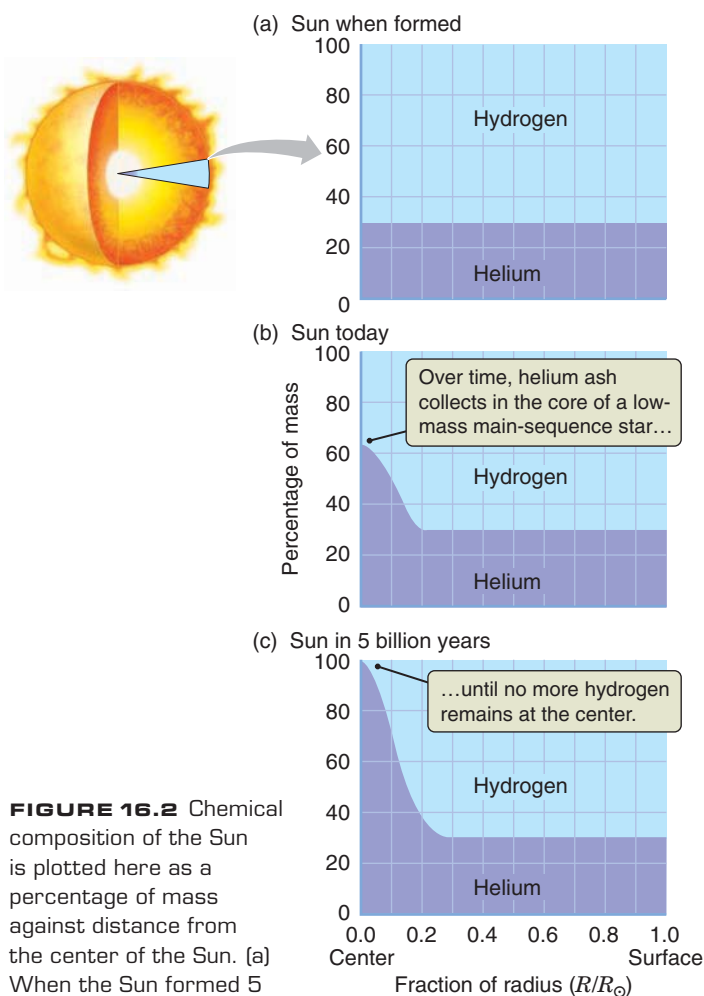 (a) Sun when formed
100
80
60
40
20
0
Hydrogen
Helium
(b) Sun today
Percentage of mass
100
80
60
40
20
0
Over time, helium ash
collects in the core of a low-
mass main-sequence star…
Hydrogen
Helium
(c) Sun in 5 billion years
100
80
60
40
20
0
…until no more hydrogen
remains at the center.
Hydrogen
Helium
0.0 0.2 0.4 0.6 0.8 1.0
Center Surface
Fraction of radius (R/R☉)
FIGURE 16.2 Chemical
composition of the Sun
is plotted here as a
percentage of mass
against distance from
the center of the Sun. (a)
When the Sun formed 5